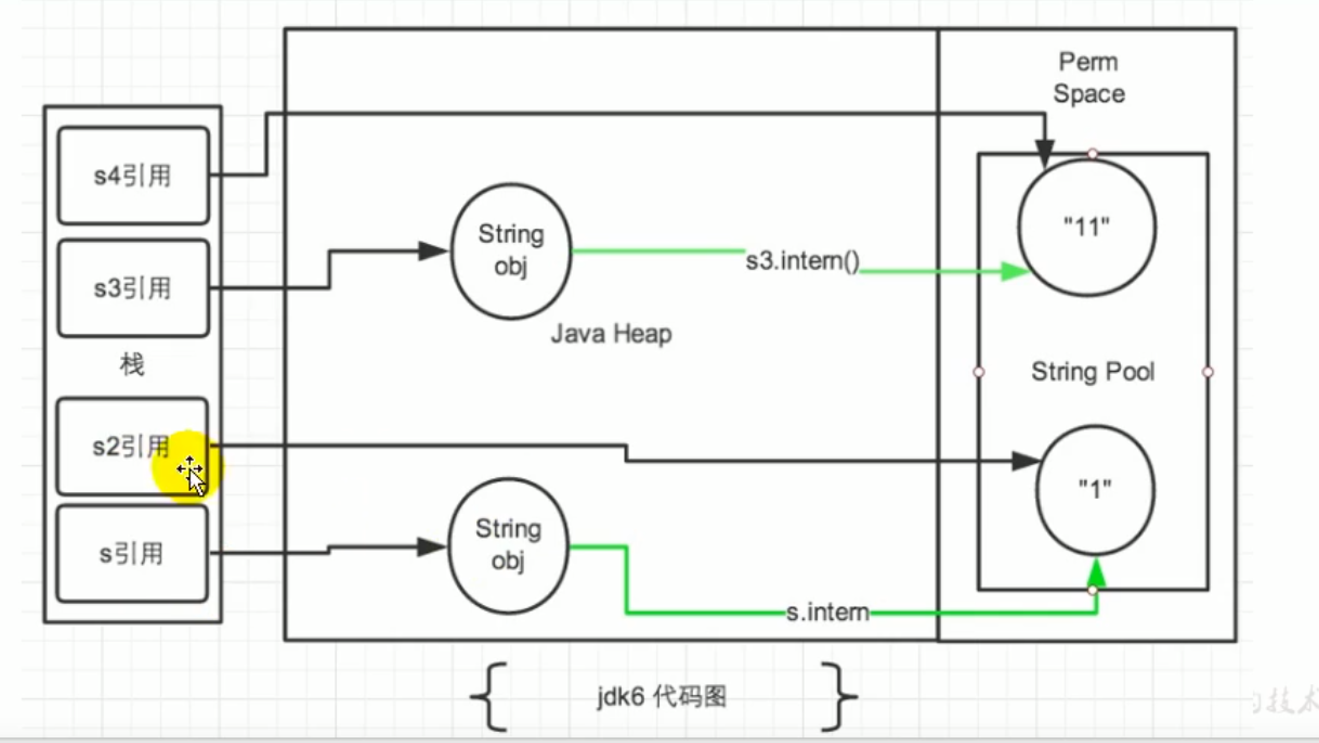 Perm
Space
s4引用
"11"
String
obj
s3.intern()
s3引用
Java Heap
栈
String Pool
s2引用
"1"
String
obj
s引用
s.intern
jdk6 代码图
的技术